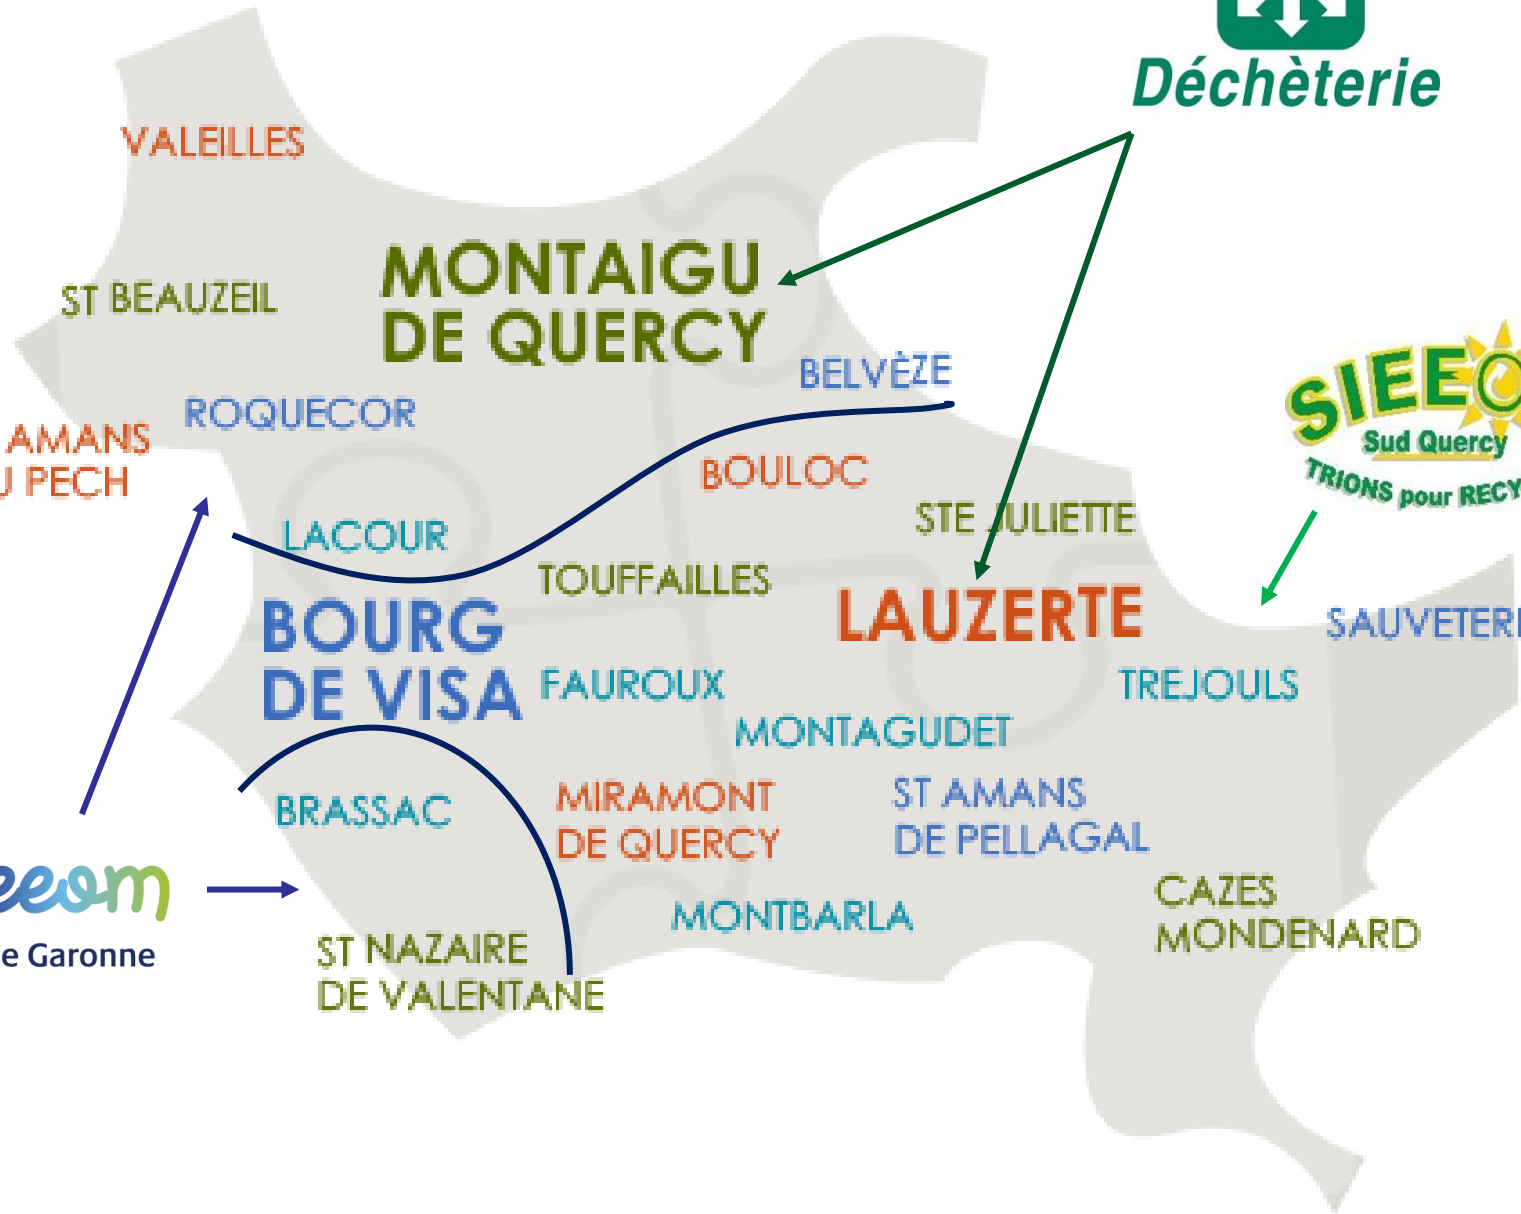 Déchèterie
VALEILLES
MONTAIGU
DE QUERCY
ST BEAUZEIL
BELVÈZE
ROQUECOR
AMANS
PECH
SIEEO
Sud Quercy
TRIONS pour RECY
BOULOC
STE JULIETTE
LACOUR
TOUFFAILLES
LAUZERTE
BOURG
DE VISA
SAUVETER
FAUROUX
TREJOULS
MONTAGUDET
MIRAMONT
DE QUERCY
ST AMANS
DE PELLAGAL
BRASSAC
eeom
e Garonne
MONTBARLA
CAZES
MONDENARD
ST NAZAIRE
DE VALENTANE